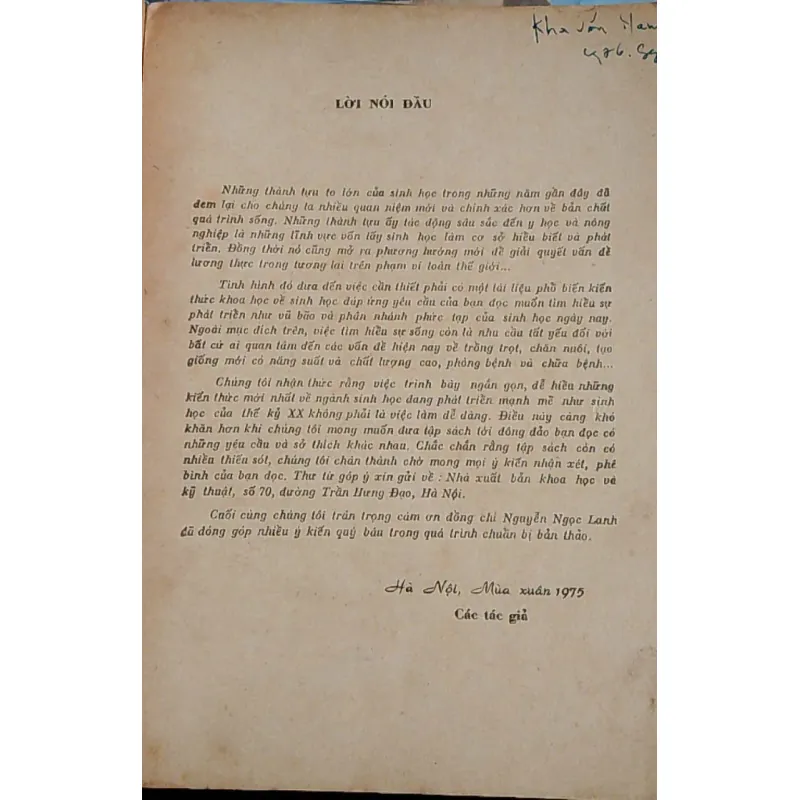 Kha Vấn
LỜI NÓI ĐẦU
Những thành tựu to lớn của sinh học trong những năm gần đây đã
đem lại cho chúng ta nhiều quan niệm mới và chính xác hơn về bản chất
quá trình sống. Những thành tựu ấy tác động sâu sắc đến y học và nông
nghiệp là những lĩnh vực vốn lấy sinh học làm cơ sở hiểu biết và phát
triển. Đồng thời nó cũng mở ra phương hướng mới để giải quyết vấn đề
lương thực trong tương lai trên phạm vi toàn thế giới...
Tình hình đó đưa đến việc cần thiết phải có một tài liệu phổ biến kiến
thức khoa học về sinh học đáp ứng yêu cầu của bạn đọc muốn tìm hiểu sự
phát triển như vũ bão và phân nhánh phức tạp của sinh học ngày nay.
Ngoài mục đích trên, việc tìm hiểu sự sống còn là nhu cầu tất yếu đối với
bất cứ ai quan tâm đến các vấn đề hiện nay về trồng trọt, chăn nuôi, tạo
giống mới có năng suất và chất lượng cao, phòng bệnh và chữa bệnh...
Chúng tôi nhận thức rằng việc trình bày ngắn gọn, dễ hiểu những
kiến thức mới nhất về ngành sinh học đang phát triển mạnh mẽ như sinh
học của thế kỷ XX không phải là việc làm dễ dàng. Điều này càng khó
khăn hơn khi chúng tôi mong muốn đưa tập sách tới đông đảo bạn đọc có
những yêu cầu và sở thích khác nhau. Chắc chắn rằng tập sách còn có
nhiều thiếu sót, chúng tôi chân thành chờ mong mọi ý kiến nhận xét, phê
bình của bạn đọc. Thư từ góp ý xin gửi về : Nhà xuất bản khoa học và
kỹ thuật, số 70, đường Trần Hưng Đạo, Hà Nội.
Cuối cùng chúng tôi trân trọng cảm ơn đồng chí Nguyễn Ngọc Lanh
đã đóng góp nhiều ý kiến quý báu trong quá trình chuẩn bị bản thảo.
Hà Nội, Mùa xuân 1975
Các tác giả